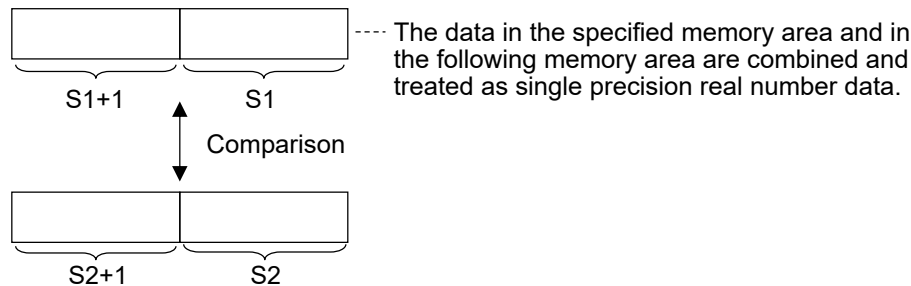 The data in the specified memory area and in
the following memory area are combined and
treated as single precision real number data.
S1+1
S1
Comparison
S2+1
S2